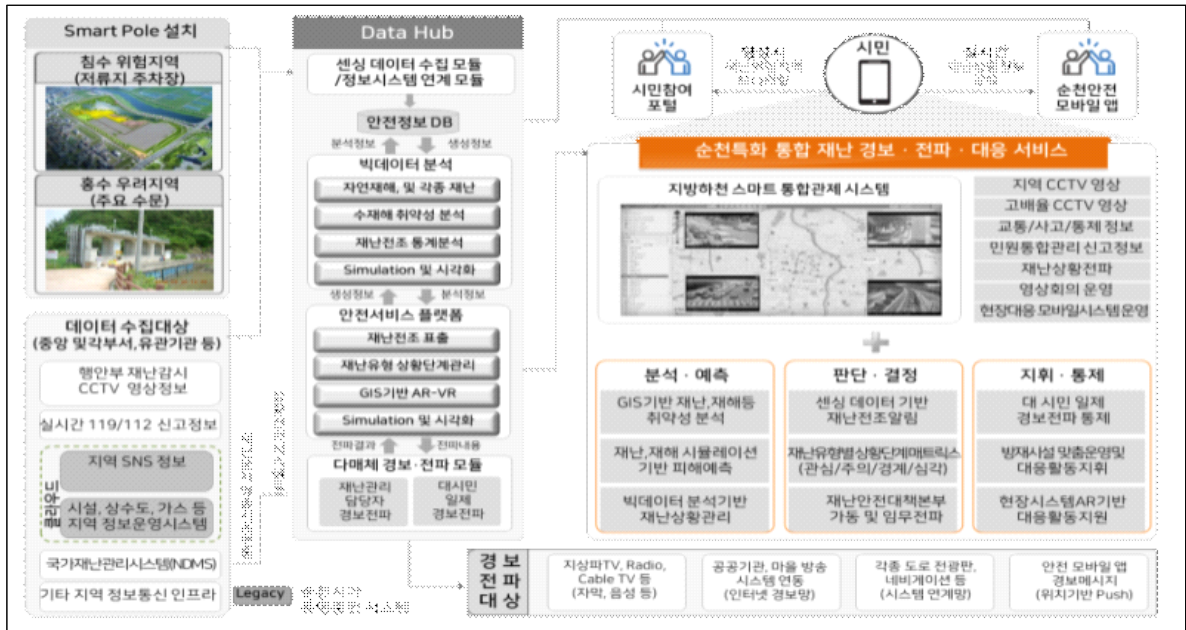 Smart Pole 설치
침수 위험지역
(저류지 주차장)
홍수 우려지역
(주요 수문)
데이터 수집대상
(중앙 및각부서,유관기관 등)
행안부 재난감시
CCTV 영상정보
실시간 119/112 신고정보
클라우드
지역 SNS 정보
시설, 상수도, 가스 등
지역 정보운영시스템
국가재난관리시스템(NDMS)
기타 지역 정보통신 인프라
Legacy
Data Hub
센싱 데이터 수집 모듈
/정보시스템 연계 모듈
안전정보 DB
분석정보
생성정보
빅데이터 분석
자연재해, 및 각종 재난
수재해 취약성 분석
재난전조 통계분석
Simulation 및 시각화
생성정보
분석정보
안전서비스 플랫폼
재난전조 표출
재난유형 상황단계관리
GIS기반 AR-VR
Simulation 및 시각화
전파결과
전파내용
다매체 경보·전파 모듈
재난관리
담당자
경보전파
대시민
일제
경보전파
시민참여
포털
시민
순천안전
모바일 앱
순천특화 통합 재난 경보 · 전파 · 대응 서비스
지방하천 스마트 통합관제 시스템
지역 CCTV 영상
고배율 CCTV 영상
교통/사고/통제 정보
민원통합관리 신고정보
재난상황전파
영상회의 운영
현장대응 모바일시스템 운영
분석 · 예측
GIS기반 재난,재해등
취약성 분석
재난,재해 시뮬레이션
기반 피해예측
빅데이터 분석기반
재난상황관리
판단 · 결정
센싱 데이터 기반
재난전조알림
재난유형별 상황단계매트릭스
(관심/주의/경계/심각)
재난안전대책본부
가동 및 임무전파
지휘 · 통제
대 시민 일제
경보전파 통제
방재시설 맞춤운영및
대응활동지휘
현장시스템AR기반
대응활동지원
경 보
전 파
대 상
지상파TV, Radio,
Cable TV 등
(자막, 음성 등)
공공기관, 마을 방송
시스템 연동
(인터넷 경보망)
각종 도로 전광판,
네비게이션 등
(시스템 연계망)
안전 모바일 앱
경보메시지
(위치기반 Push)